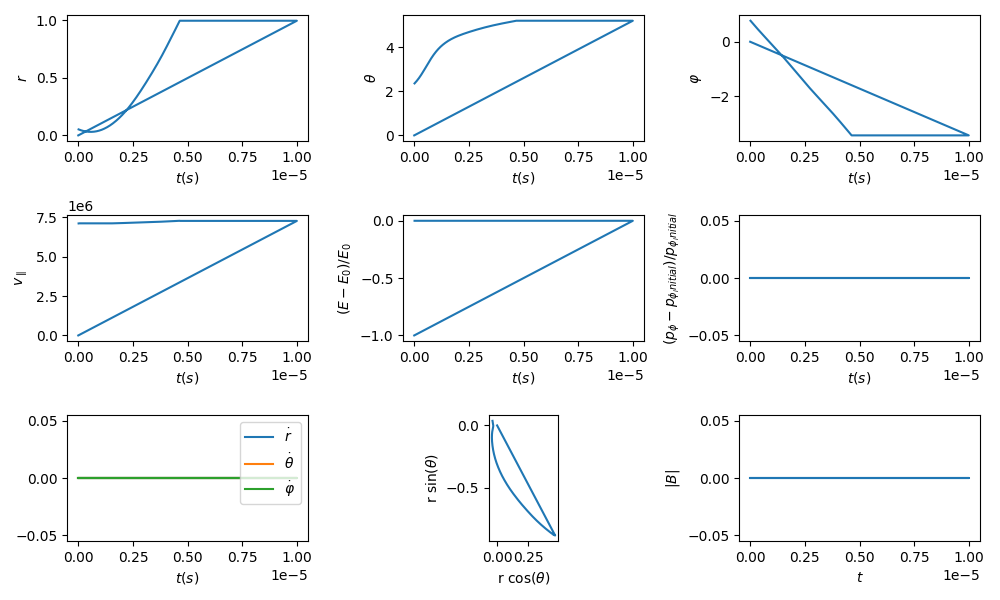 1.0
0.5
0.0
r
0.00 0.25 0.50 0.75 1.00
t(s) 1e−5
4
2
0
θ
0.00 0.25 0.50 0.75 1.00
t(s) 1e−5
0
−2
φ
0.00 0.25 0.50 0.75 1.00
t(s) 1e−5
1e6
7.5
5.0
2.5
0.0
v∥
0.00 0.25 0.50 0.75 1.00
t(s) 1e−5
0.0
−0.5
−1.0
(E − E₀)/E₀
0.00 0.25 0.50 0.75 1.00
t(s) 1e−5
0.05
0.00
−0.05
(pϕ − pϕᵢnitial)/pϕᵢnitial
0.00 0.25 0.50 0.75 1.00
t(s) 1e−5
0.05
0.00
−0.05
ṙ
θ̇
φ̇
0.00 0.25 0.50 0.75 1.00
t(s) 1e−5
0.0
−0.5
r sin(θ)
0.00 0.25
r cos(θ)
0.05
0.00
−0.05
|B|
0.00 0.25 0.50 0.75 1.00
t 1e−5